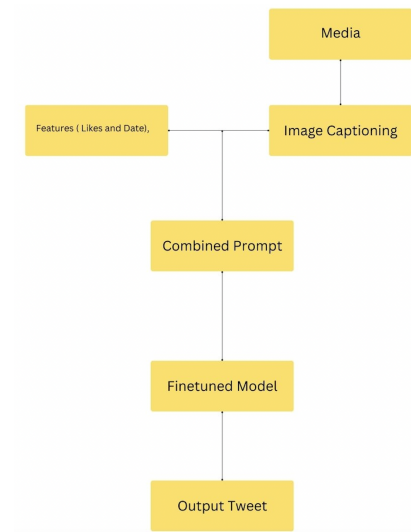 Media
Features ( Likes and Date),
Image Captioning
Combined Prompt
Finetuned Model
Output Tweet